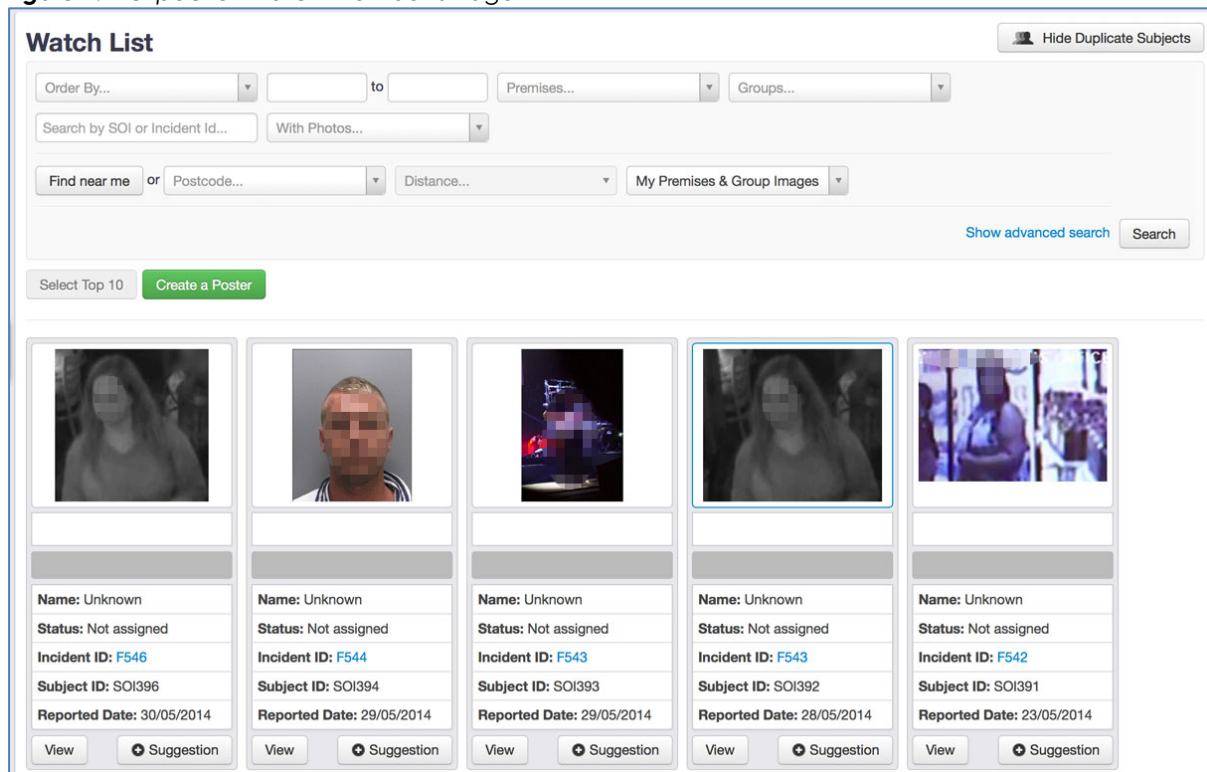 Watch List
Hide Duplicate Subjects
Order By... to Premises... Groups...
Search by SOI or Incident Id... With Photos...
Find near me or Postcode... Distance... My Premises & Group Images
Show advanced search Search
Select Top 10 Create a Poster
Name: Unknown Name: Unknown Name: Unknown Name: Unknown Name: Unknown
Status: Not assigned Status: Not assigned Status: Not assigned Status: Not assigned Status: Not assigned
Incident ID: F546 Incident ID: F544 Incident ID: F543 Incident ID: F543 Incident ID: F542
Subject ID: SOI396 Subject ID: SOI394 Subject ID: SOI393 Subject ID: SOI392 Subject ID: SOI391
Reported Date: 30/05/2014 Reported Date: 29/05/2014 Reported Date: 29/05/2014 Reported Date: 28/05/2014 Reported Date: 23/05/2014
View Suggestion View Suggestion View Suggestion View Suggestion View Suggestion